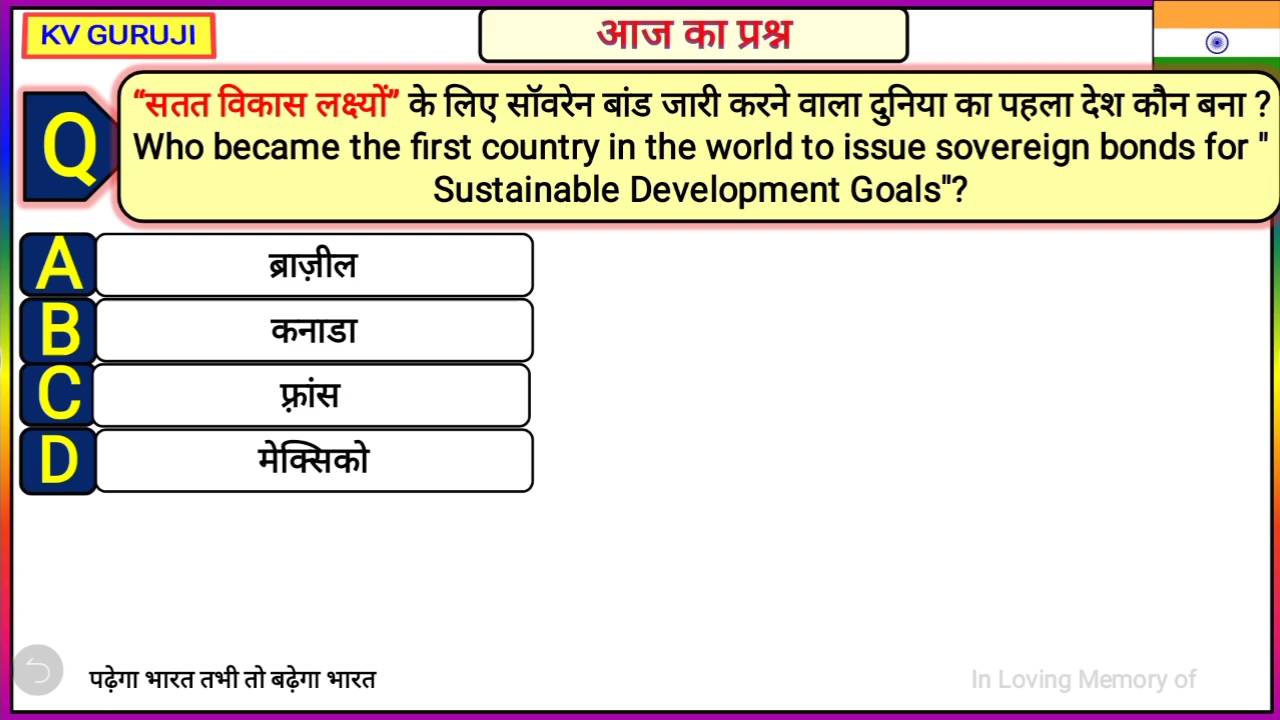 KV GURUJI
आज का प्रश्न
Q
“सतत विकास लक्ष्यों” के लिए सॉवरेन बांड जारी करने वाला दुनिया का पहला देश कौन बना ?
Who became the first country in the world to issue sovereign bonds for "
Sustainable Development Goals"?
A ब्राज़ील
B कनाडा
C फ़्रांस
D मेक्सिको
पढ़ेगा भारत तभी तो बढ़ेगा भारत
In Loving Memory of